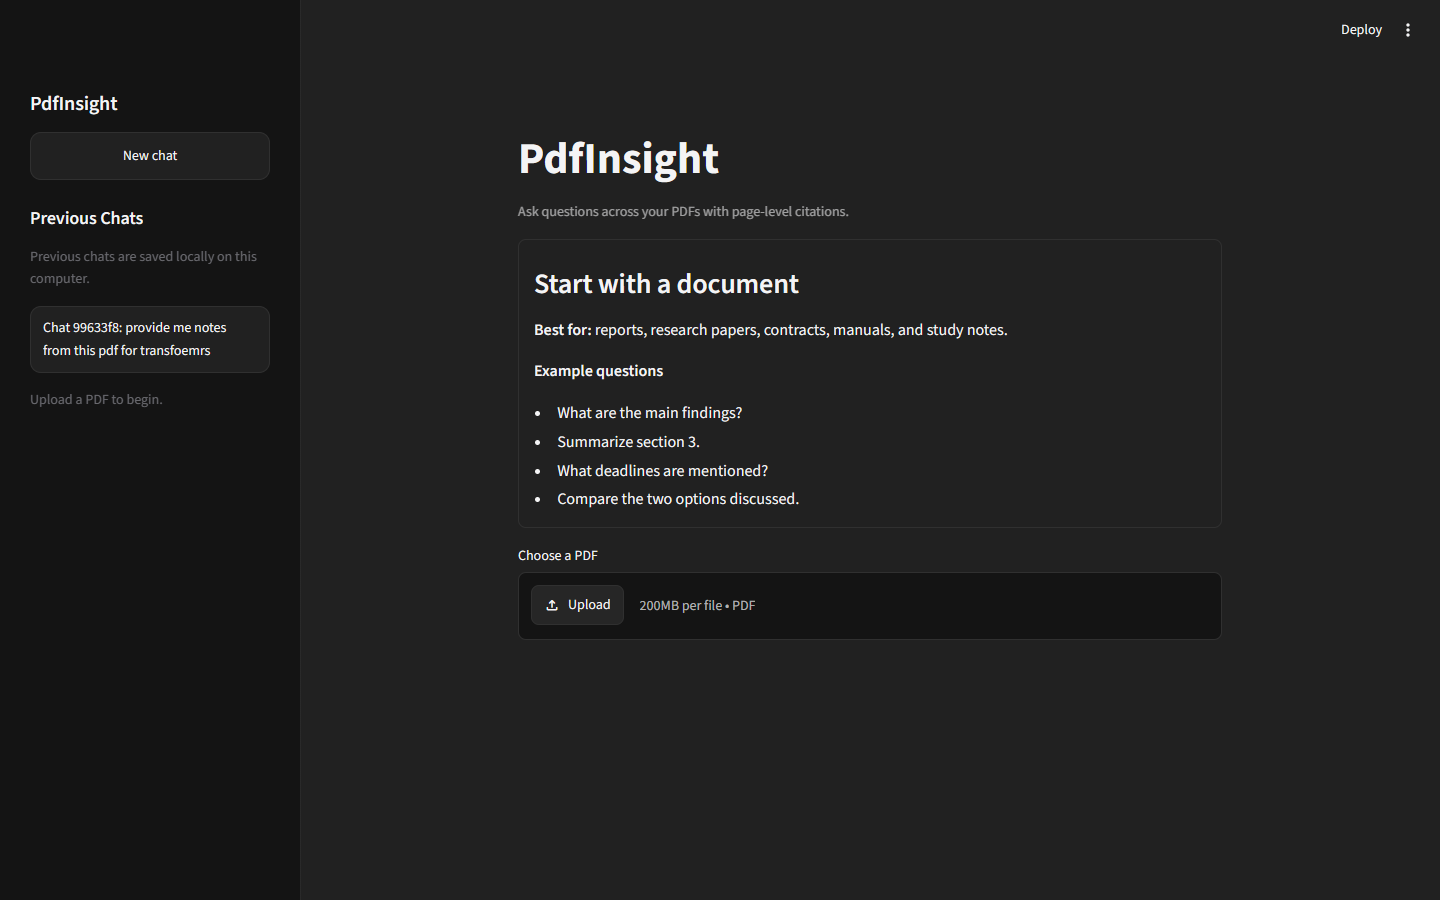 Deploy
PdfInsight
New chat
Previous Chats
Previous chats are saved locally on this
computer.
Chat 99633f8: provide me notes
from this pdf for transfoemrs
Upload a PDF to begin.
PdfInsight
Ask questions across your PDFs with page-level citations.
Start with a document
Best for: reports, research papers, contracts, manuals, and study notes.
Example questions
• What are the main findings?
• Summarize section 3.
• What deadlines are mentioned?
• Compare the two options discussed.
Choose a PDF
Upload 200MB per file • PDF